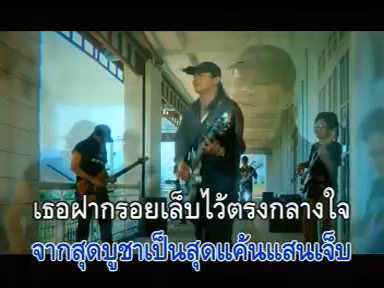 เธอฝากรอยเล็บไว้ตรงกลางใจ
จากสุดบูชาเป็นสุดแค้นแสนเจ็บ